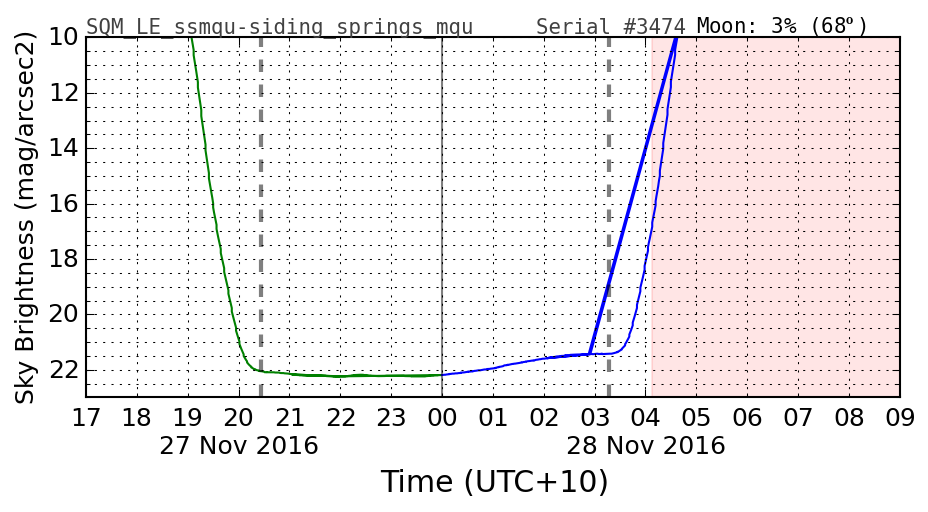 SQM_LE_ssmqu-siding_springs_mqu Serial #3474 Moon: 3% (68º)
Sky Brightness (mag/arcsec2)
10
12
14
16
18
20
22
17 18 19 20 21 22 23 00 01 02 03 04 05 06 07 08 09
27 Nov 2016 28 Nov 2016
Time (UTC+10)